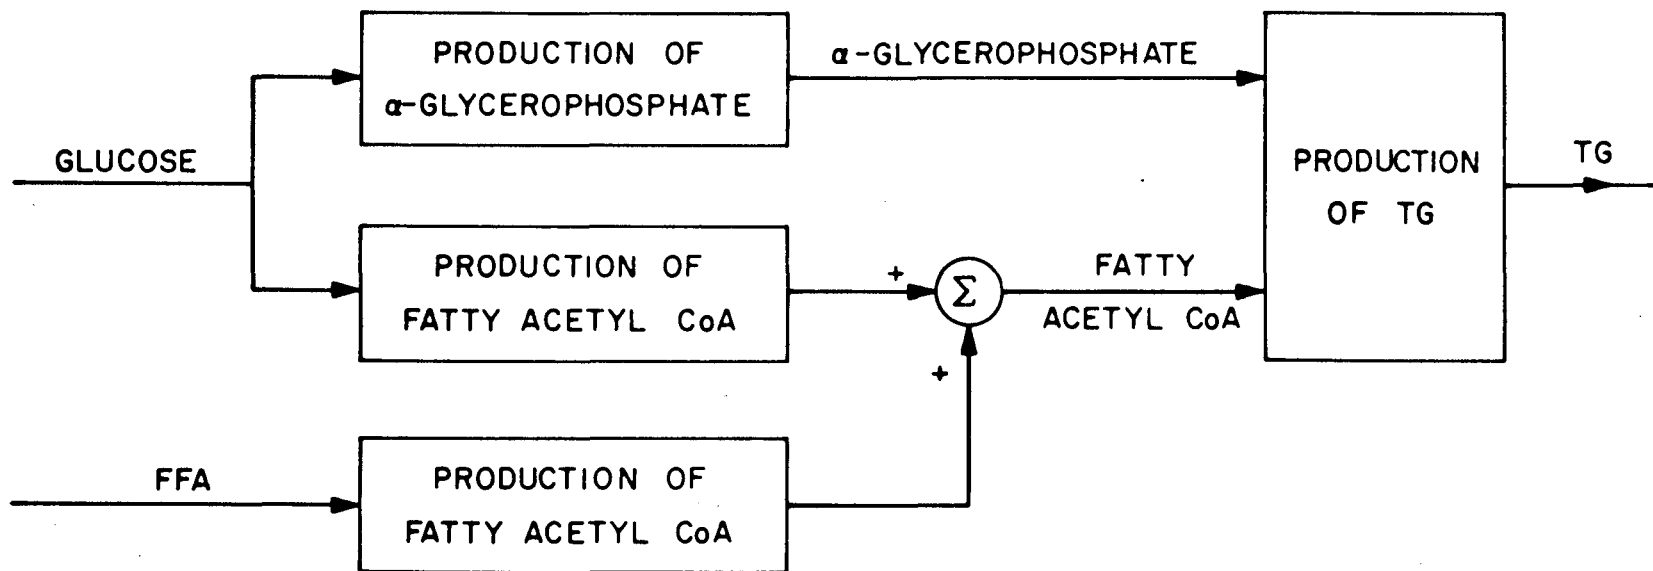 PRODUCTION OF
α-GLYCEROPHOSPHATE
α-GLYCEROPHOSPHATE
GLUCOSE
PRODUCTION
OF TG
TG
PRODUCTION OF
FATTY ACETYL CoA
+
Σ
+
FATTY
ACETYL CoA
FFA
PRODUCTION OF
FATTY ACETYL CoA